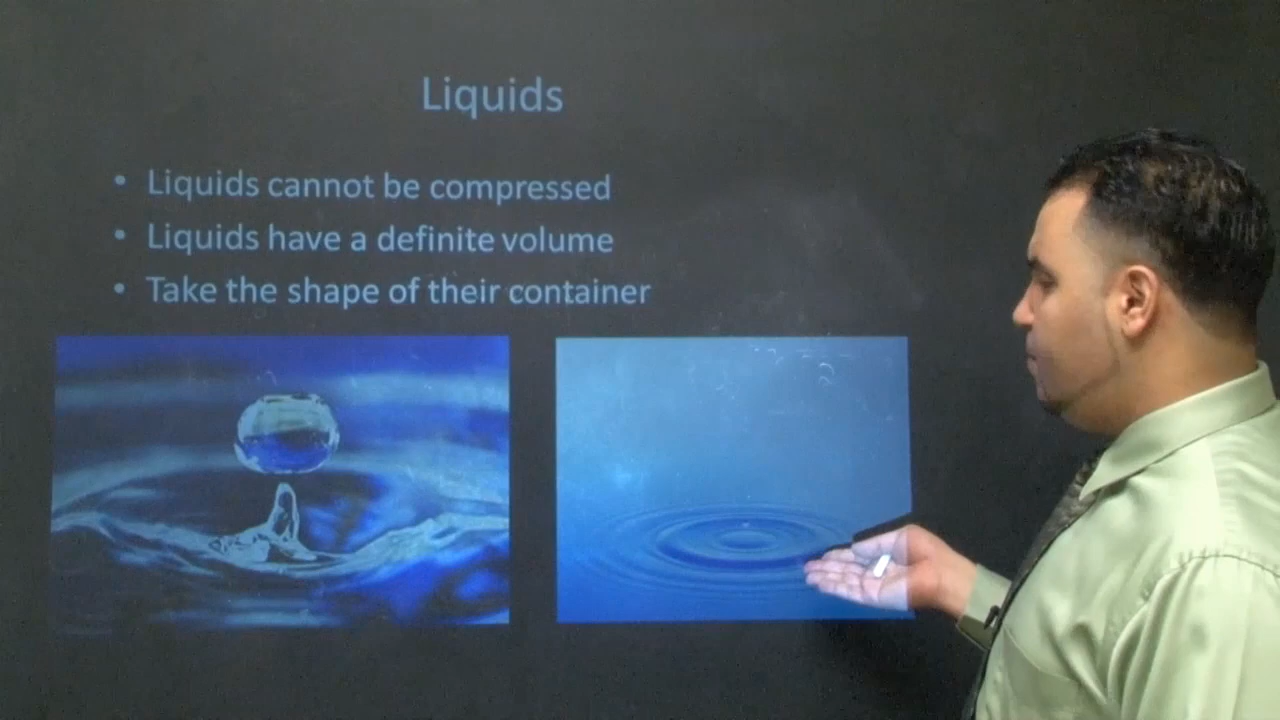 Liquids
• Liquids cannot be compressed
• Liquids have a definite volume
• Take the shape of their container